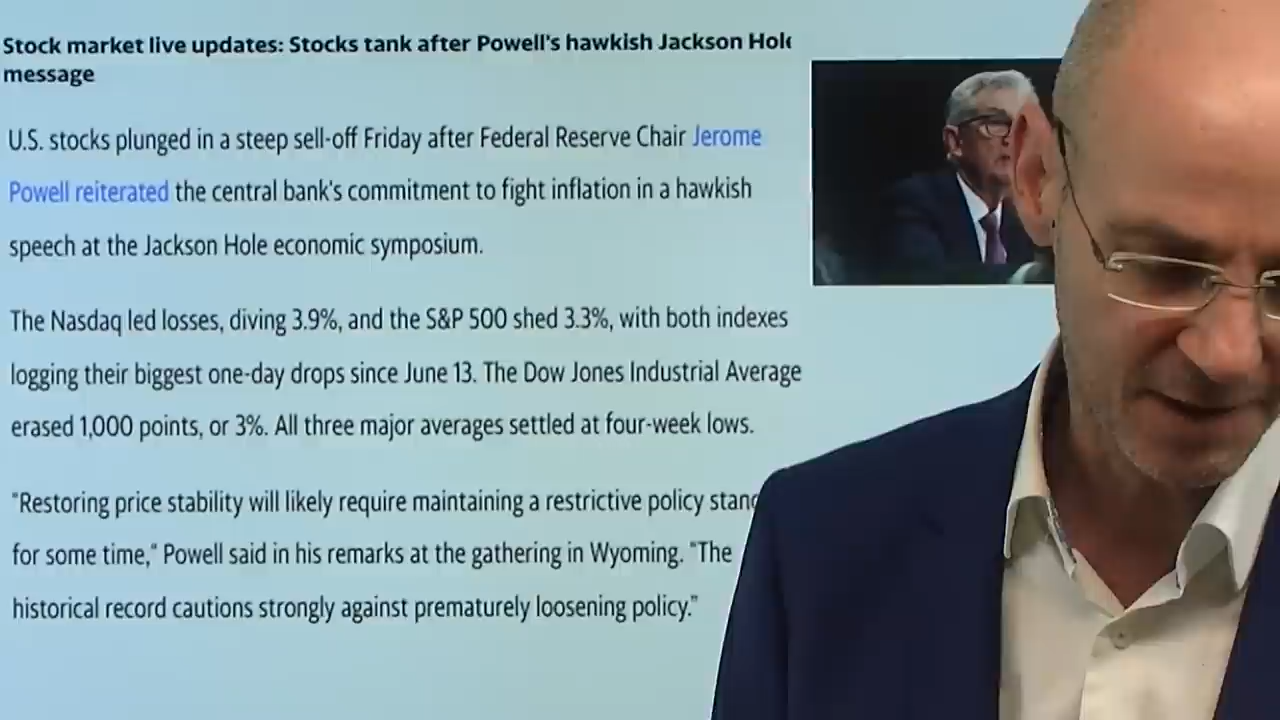 Stock market live updates: Stocks tank after Powell's hawkish Jackson Hole
message
U.S. stocks plunged in a steep sell-off Friday after Federal Reserve Chair Jerome
Powell reiterated the central bank's commitment to fight inflation in a hawkish
speech at the Jackson Hole economic symposium.
The Nasdaq led losses, diving 3.9%, and the S&P 500 shed 3.3%, with both indexes
logging their biggest one-day drops since June 13. The Dow Jones Industrial Average
erased 1,000 points, or 3%. All three major averages settled at four-week lows.
"Restoring price stability will likely require maintaining a restrictive policy stanc
for some time," Powell said in his remarks at the gathering in Wyoming. "The
historical record cautions strongly against prematurely loosening policy."